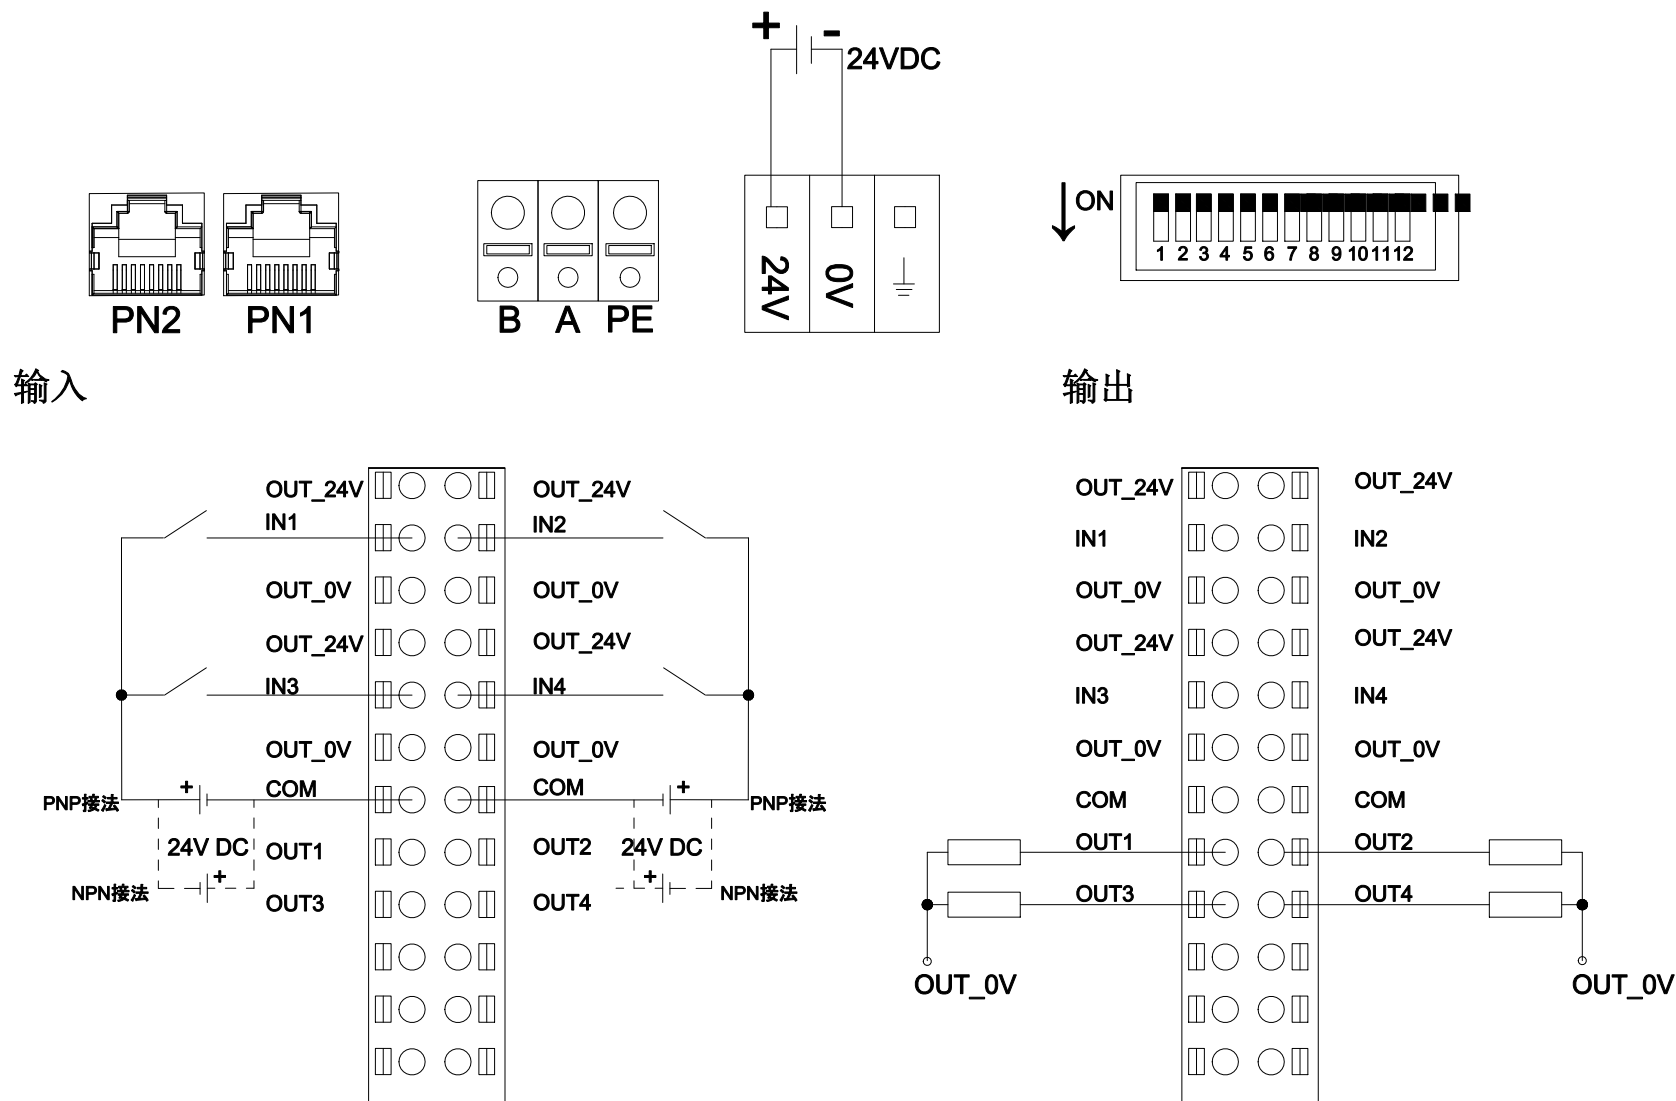 + -
24VDC
ON
1 2 3 4 5 6 7 8 9 10 11 12
24V 0V
PN2 PN1
B A PE
输入
输出
OUT_24V OUT_24V
IN1 IN2
OUT_0V OUT_0V
OUT_24V OUT_24V
IN3 IN4
OUT_0V OUT_0V
+ COM COM +
PNP接法 PNP接法
24V DC OUT1 OUT2 24V DC
+ +
NPN接法 OUT3 OUT4 NPN接法
OUT_24V OUT_24V
IN1 IN2
OUT_0V OUT_0V
OUT_24V OUT_24V
IN3 IN4
OUT_0V OUT_0V
COM COM
OUT1 OUT2
OUT3 OUT4
OUT_0V OUT_0V